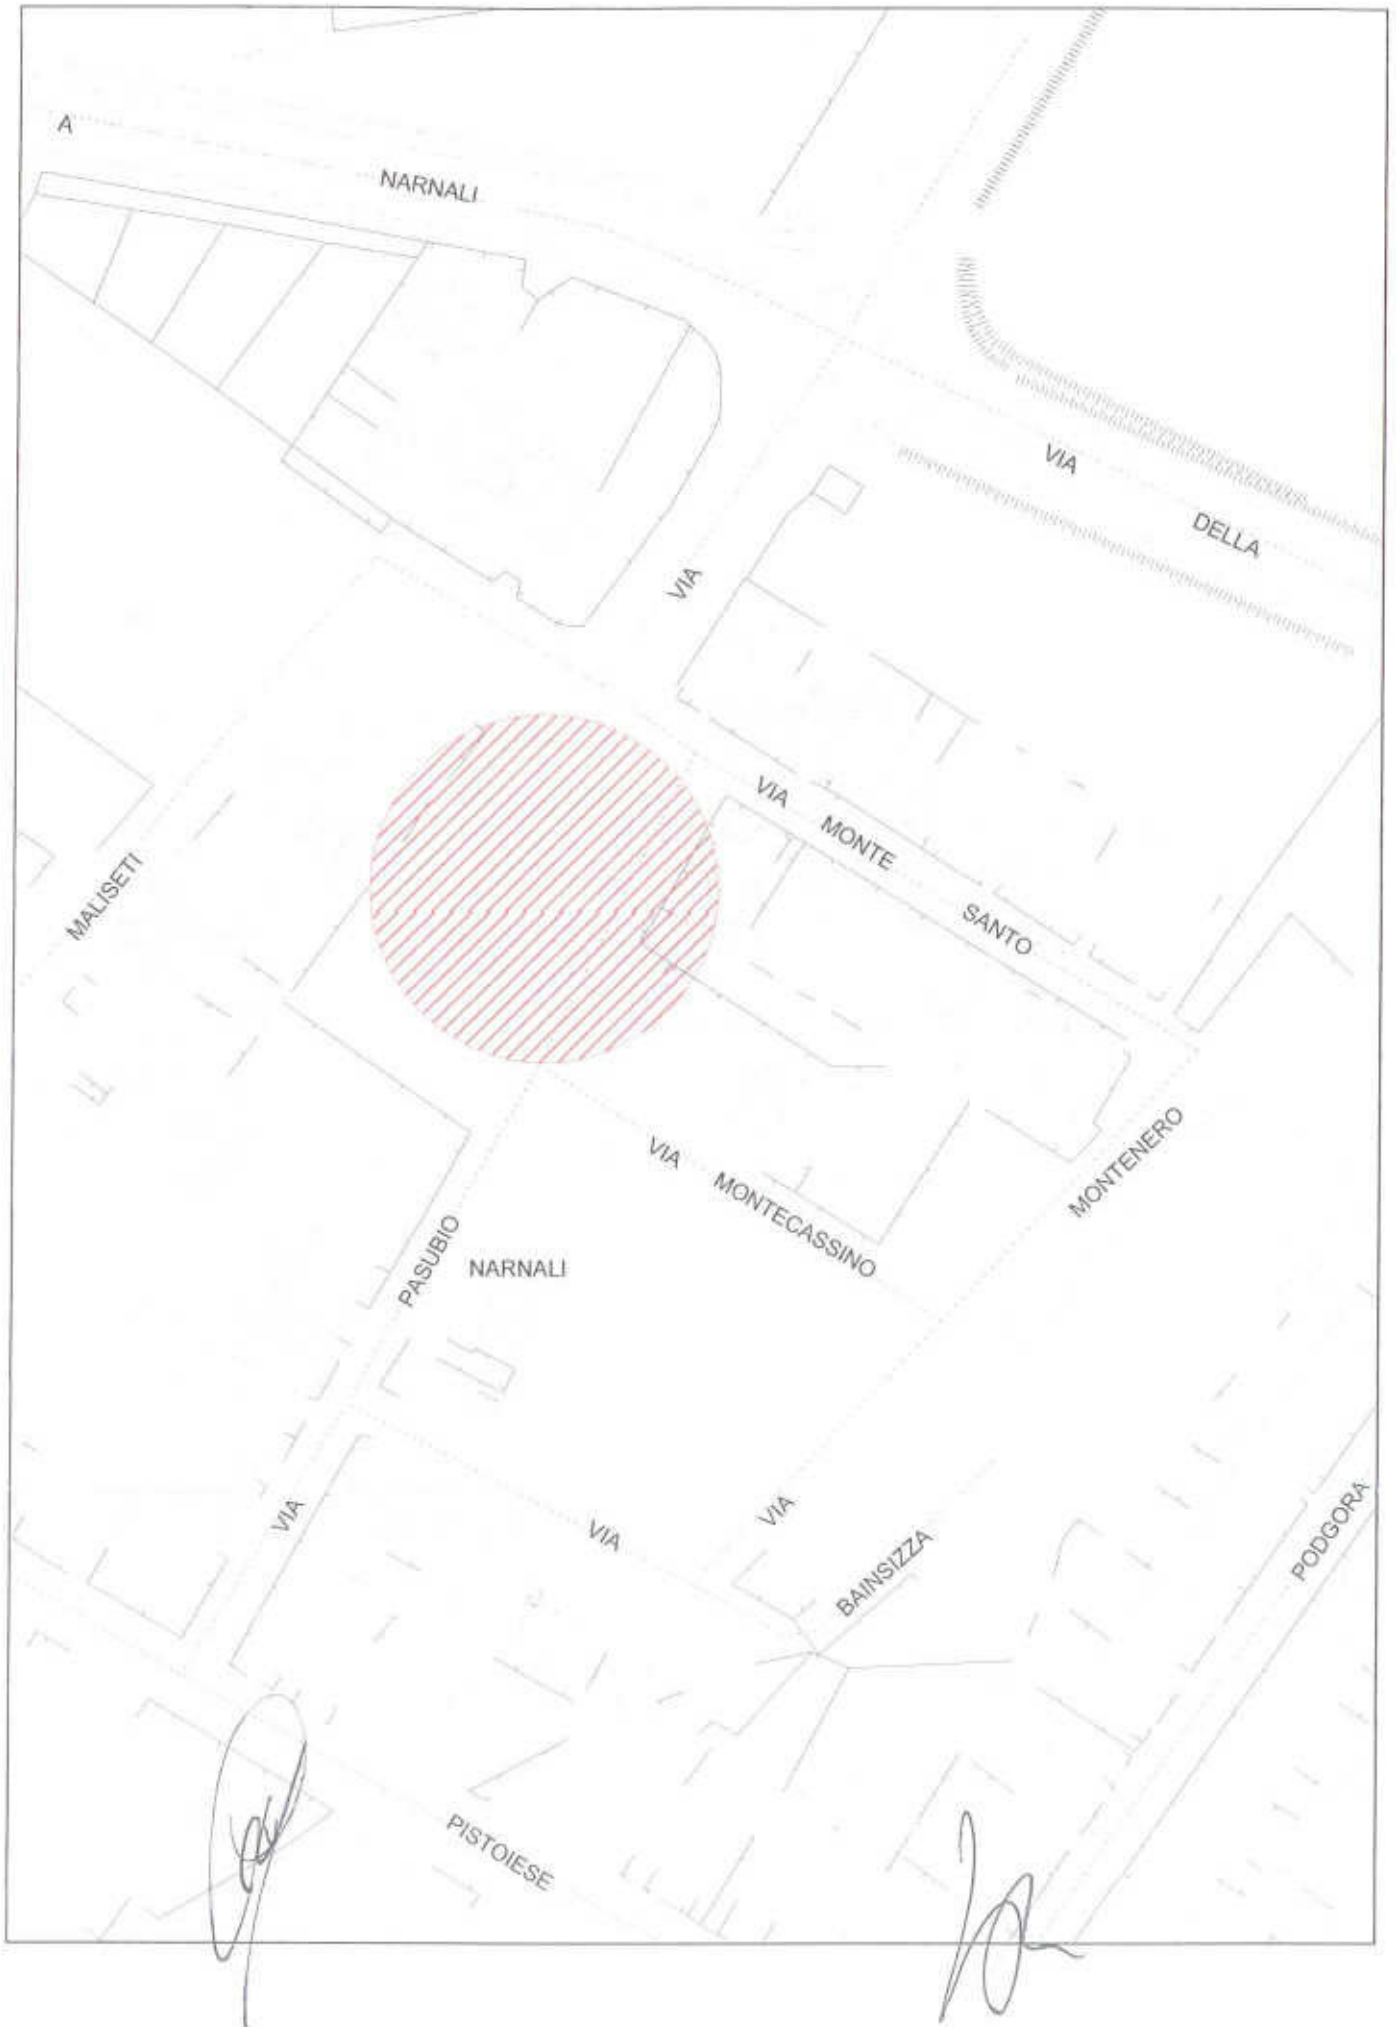 A
NARNALI
VIA
DELLA
VIA
VIA
MONTE
SANTO
MALISETI
MONTENERO
VIA
MONTECASSINO
PASUBIO
NARNALI
VIA
VIA
VIA
BAINSIZZA
PODGORA
PISTOIESE